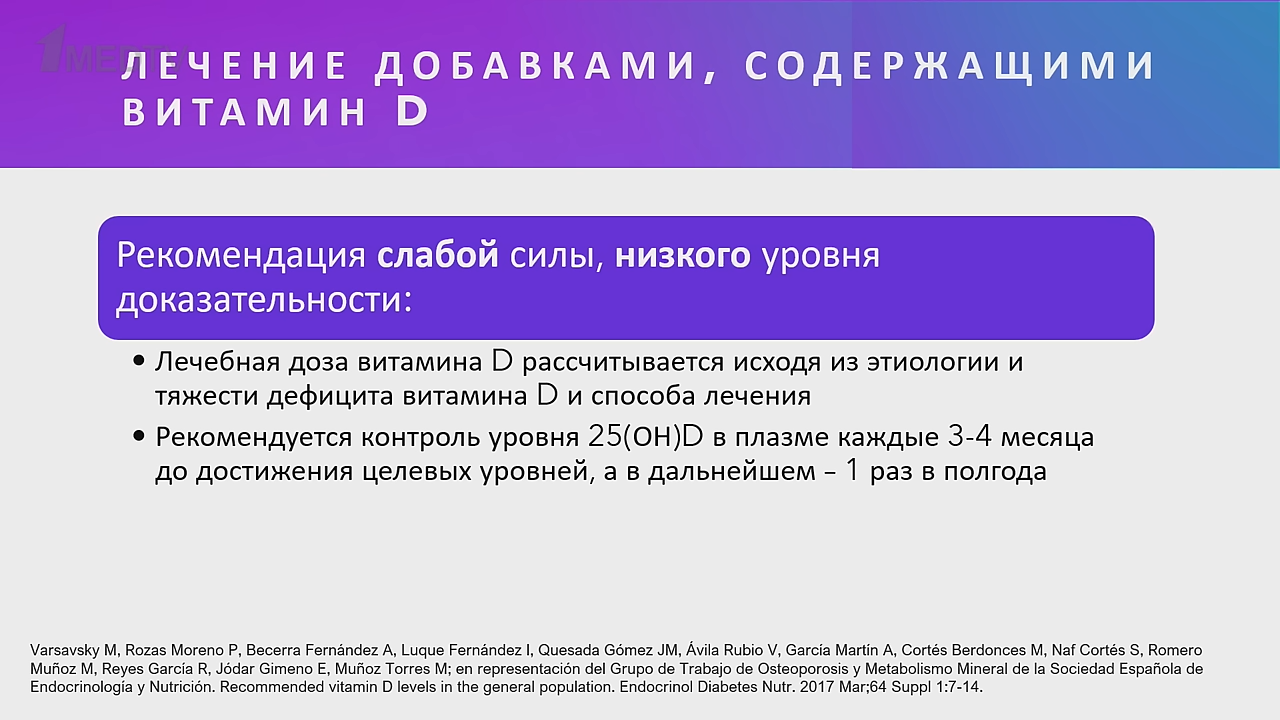 1MEDTV
ЛЕЧЕНИЕ ДОБАВКАМИ, СОДЕРЖАЩИМИ
ВИТАМИН D
Рекомендация слабой силы, низкого уровня
доказательности:
• Лечебная доза витамина D рассчитывается исходя из этиологии и
тяжести дефицита витамина D и способа лечения
• Рекомендуется контроль уровня 25(ОН)D в плазме каждые 3-4 месяца
до достижения целевых уровней, а в дальнейшем – 1 раз в полгода
Varsavsky M, Rozas Moreno P, Becerra Fernández A, Luque Fernández I, Quesada Gómez JM, Ávila Rubio V, García Martín A, Cortés Berdonces M, Naf Cortés S, Romero
Muñoz M, Reyes García R, Jódar Gimeno E, Muñoz Torres M; en representación del Grupo de Trabajo de Osteoporosis y Metabolismo Mineral de la Sociedad Española de
Endocrinología y Nutrición. Recommended vitamin D levels in the general population. Endocrinol Diabetes Nutr. 2017 Mar;64 Suppl 1:7-14.